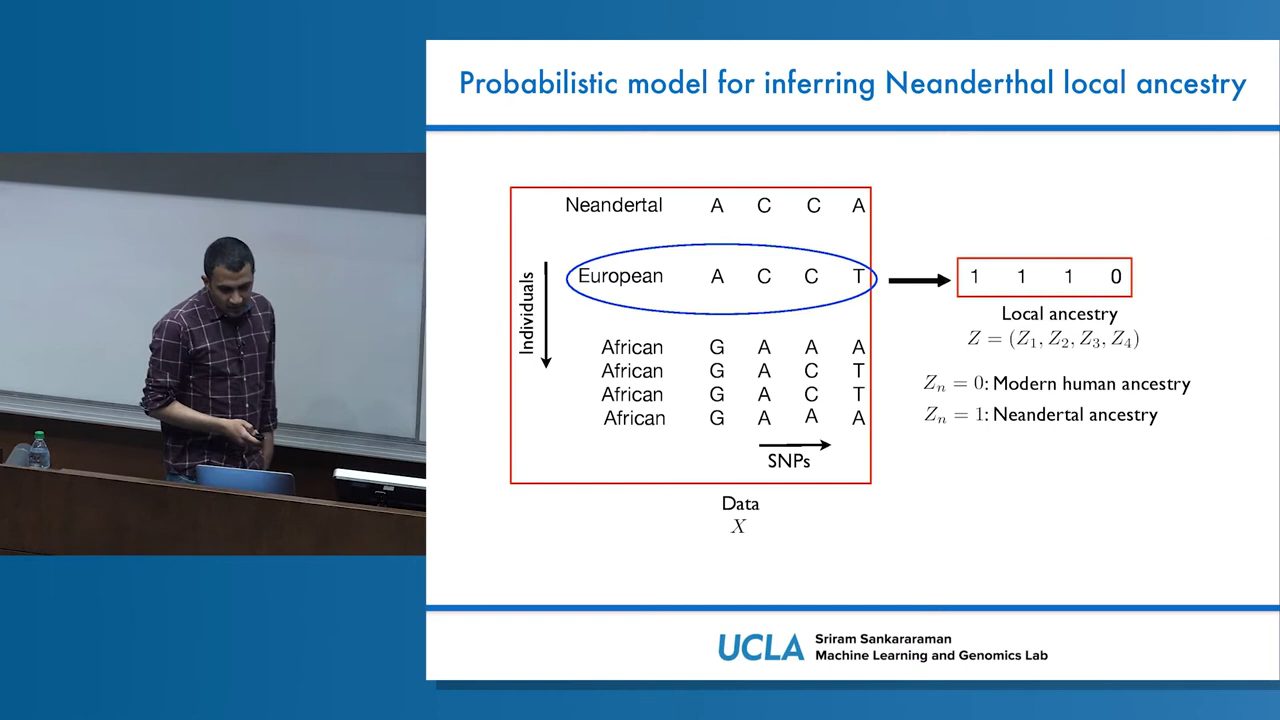 Probabilistic model for inferring Neanderthal local ancestry
Neandertal A C C A
European A C C T
1 1 1 0
Individuals
Local ancestry
Z = (Z₁, Z₂, Z₃, Z₄)
African G A A A
African G A C T
African G A C T
African G A A A
Zₙ = 0: Modern human ancestry
Zₙ = 1: Neandertal ancestry
SNPs
Data
X
UCLA
Sriram Sankararaman
Machine Learning and Genomics Lab